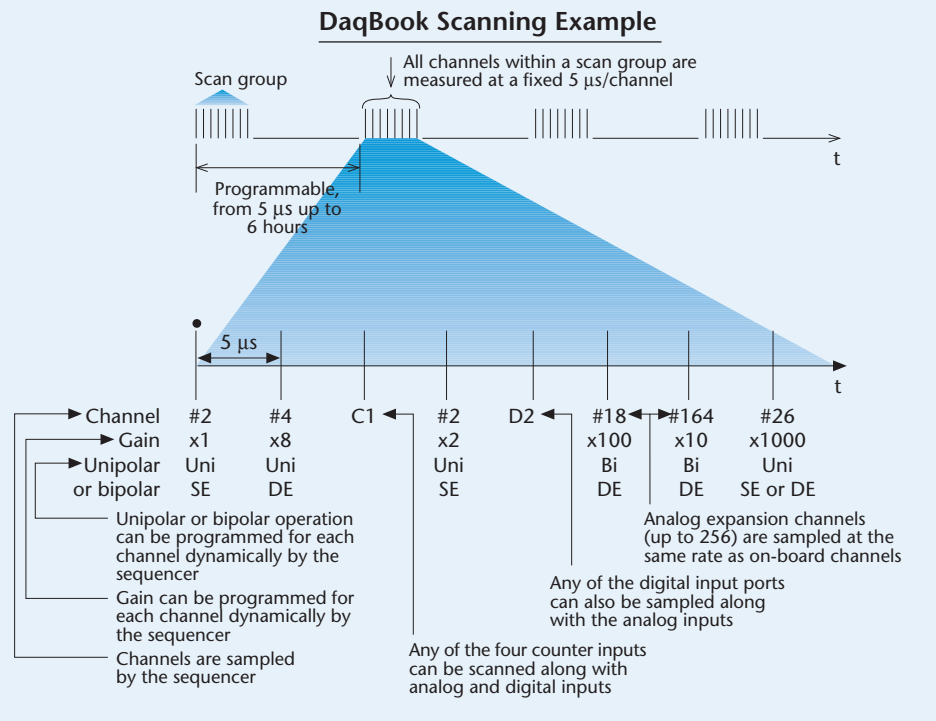 DaqBook Scanning Example
All channels within a scan group are
measured at a fixed 5 µs/channel
Scan group
t
Programmable,
from 5 µs up to
6 hours
5 µs
t
Channel #2 #4 C1 #2 D2 #18 #164 #26
Gain x1 x8 x2 x100 x10 x1000
Unipolar Uni Uni Uni Bi Bi Uni
or bipolar SE DE SE DE DE SE or DE
Unipolar or bipolar operation
can be programmed for each
channel dynamically by the
sequencer
Gain can be programmed for
each channel dynamically by
the sequencer
Channels are sampled
by the sequencer
Any of the four counter inputs
can be scanned along with
analog and digital inputs
Any of the digital input ports
can also be sampled along
with the analog inputs
Analog expansion channels
(up to 256) are sampled at the
same rate as on-board channels